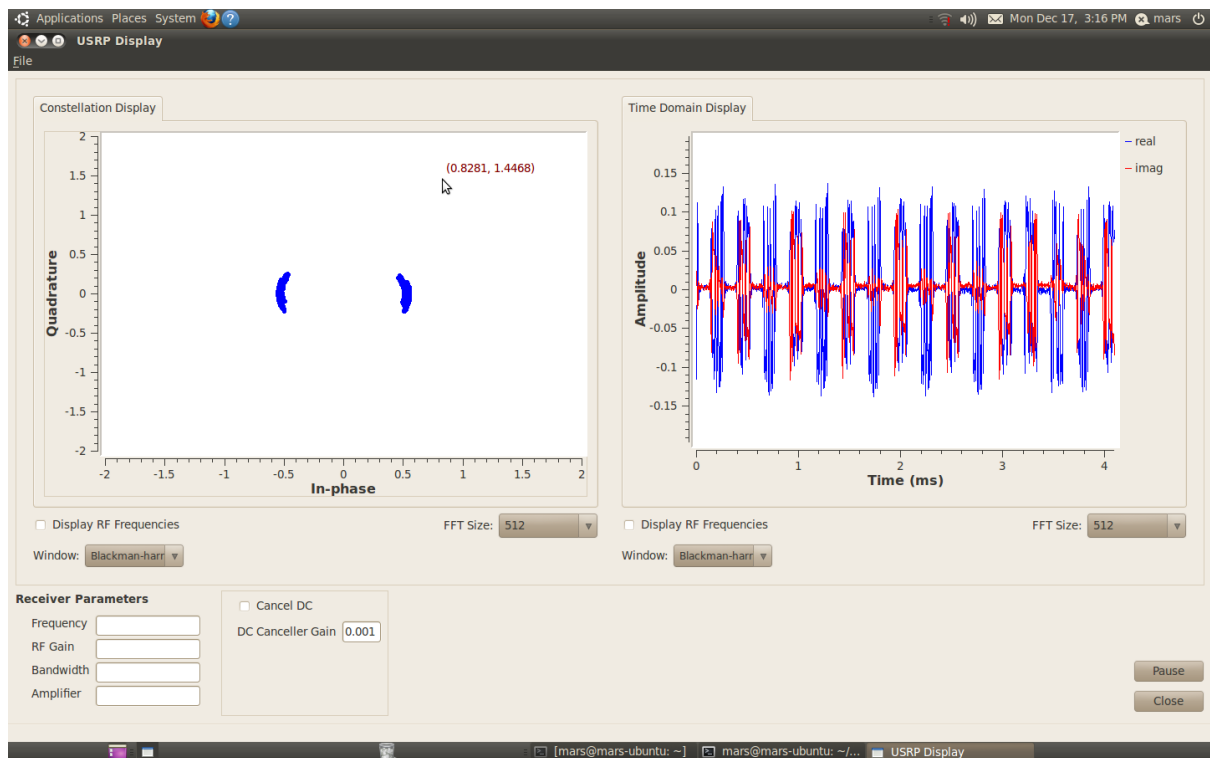 Applications Places System Mon Dec 17, 3:16 PM mars
USRP Display
File
Constellation Display
Time Domain Display
2
1.5
1
0.5
0
-0.5
-1
-1.5
-2
Quadrature
(0.8281, 1.4468)
-2 -1.5 -1 -0.5 0 0.5 1 1.5 2
In-phase
0.15
0.1
0.05
0
-0.05
-0.1
-0.15
Amplitude
real
imag
0 1 2 3 4
Time (ms)
Display RF Frequencies FFT Size: 512
Window: Blackman-harr
Display RF Frequencies FFT Size: 512
Window: Blackman-harr
Receiver Parameters
Frequency
RF Gain
Bandwidth
Amplifier
Cancel DC
DC Canceller Gain 0.001
Pause
Close
[mars@mars-ubuntu: ~] mars@mars-ubuntu: ~/... USRP Display